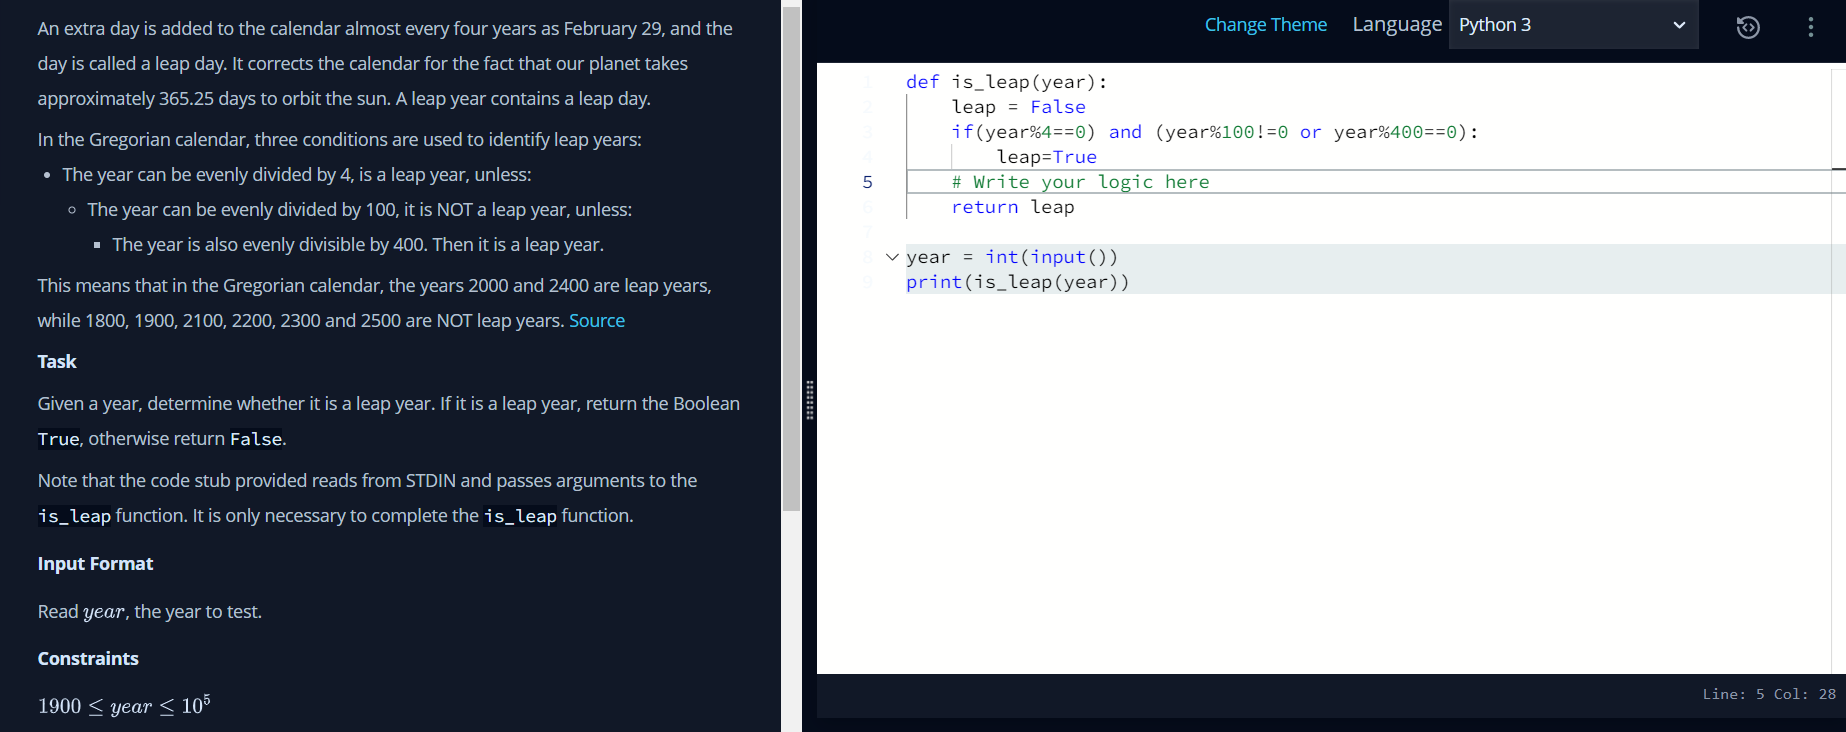 An extra day is added to the calendar almost every four years as February 29, and the
day is called a leap day. It corrects the calendar for the fact that our planet takes
approximately 365.25 days to orbit the sun. A leap year contains a leap day.
In the Gregorian calendar, three conditions are used to identify leap years:
• The year can be evenly divided by 4, is a leap year, unless:
◦ The year can be evenly divided by 100, it is NOT a leap year, unless:
▪ The year is also evenly divisible by 400. Then it is a leap year.
This means that in the Gregorian calendar, the years 2000 and 2400 are leap years,
while 1800, 1900, 2100, 2200, 2300 and 2500 are NOT leap years. Source
Task
Given a year, determine whether it is a leap year. If it is a leap year, return the Boolean
True, otherwise return False.
Note that the code stub provided reads from STDIN and passes arguments to the
is_leap function. It is only necessary to complete the is_leap function.
Input Format
Read year, the year to test.
Constraints
1900 ≤ year ≤ 10⁵
Change Theme Language Python 3
1 def is_leap(year):
2     leap = False
3     if(year%4==0) and (year%100!=0 or year%400==0):
4         leap=True
5     # Write your logic here
6     return leap
7
8 year = int(input())
9 print(is_leap(year))
Line: 5 Col: 28